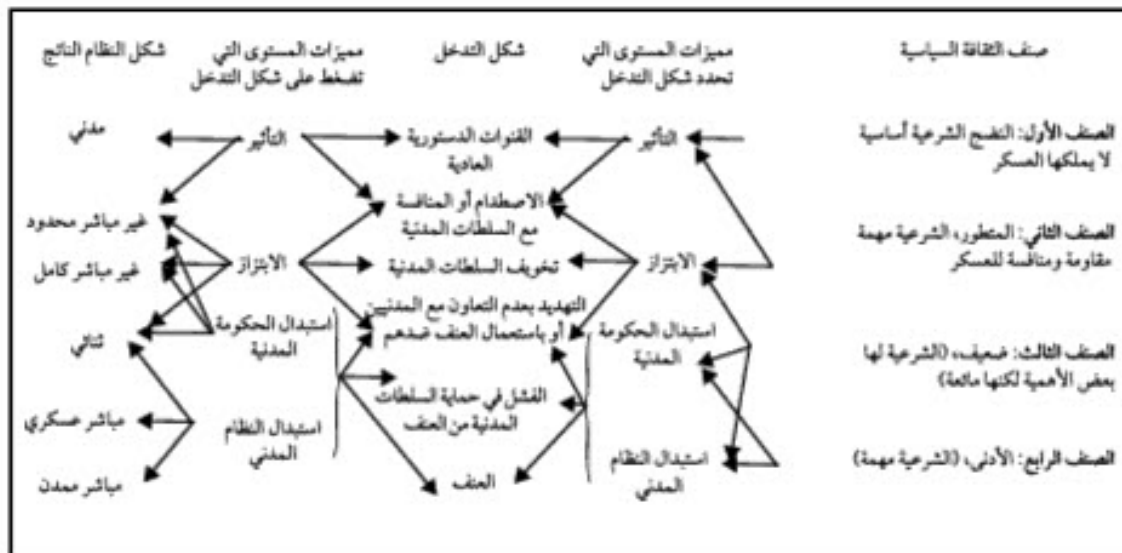 صنف الثقافة السياسية
مميزات المستوى التي
تحدد شكل التدخل
شكل التدخل
مميزات المستوى التي
تضغط على شكل التدخل
شكل النظام الناتج
الصنف الأول: النضج الشرعية أساسية
لا يملكها العسكر
التأثير
القنوات الدستورية
العادية
التأثير
مدني
الصنف الثاني: المتطور، الشرعية مهمة
مقاومة ومنافسة للعسكر
الابتزاز
الاصطدام أو المنافسة
مع السلطات المدنية
تخويف السلطات المدنية
الابتزاز
غير مباشر محدود
غير مباشر كامل
الصنف الثالث: ضعيف، (الشرعية لها
بعض الأهمية لكنها مائعة)
استبدال الحكومة
المدنية
التهديد بعدم التعاون مع المدنيين
أو باستعمال العنف ضدهم
الفشل في حماية السلطات
المدنية من العنف
استبدال الحكومة
المدنية
ثنائي
مباشر عسكري
الصنف الرابع: الأدنى، (الشرعية مهمة)
استبدال النظام
المدني
العنف
استبدال النظام
المدني
مباشر ممدن